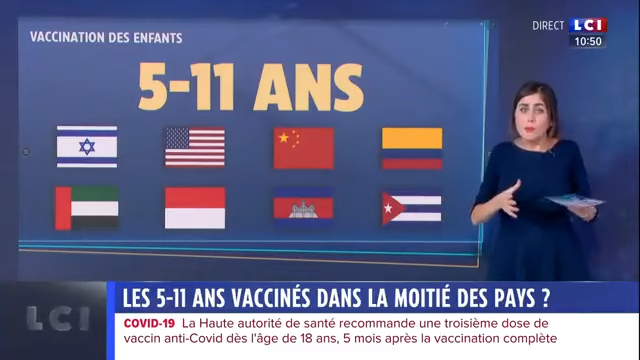 VACCINATION DES ENFANTS
DIRECT LCI
10:50
5-11 ANS
LES 5-11 ANS VACCINÉS DANS LA MOITIÉ DES PAYS ?
LCI
COVID-19 La Haute autorité de santé recommande une troisième dose de
vaccin anti-Covid dès l'âge de 18 ans, 5 mois après la vaccination complète